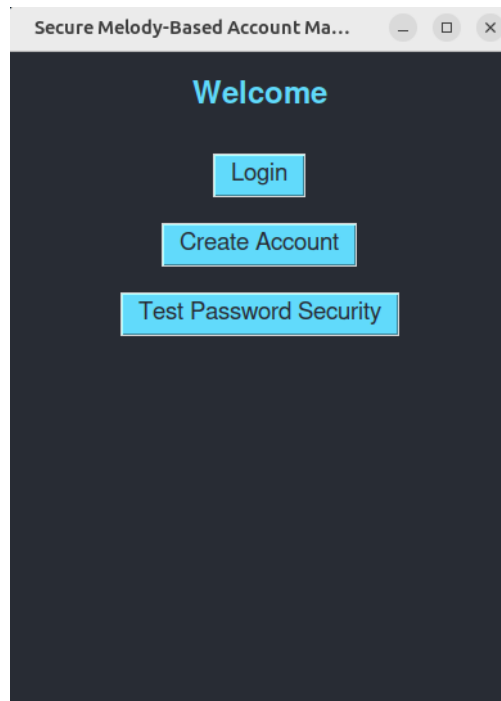 Secure Melody-Based Account Ma...
Welcome
Login
Create Account
Test Password Security